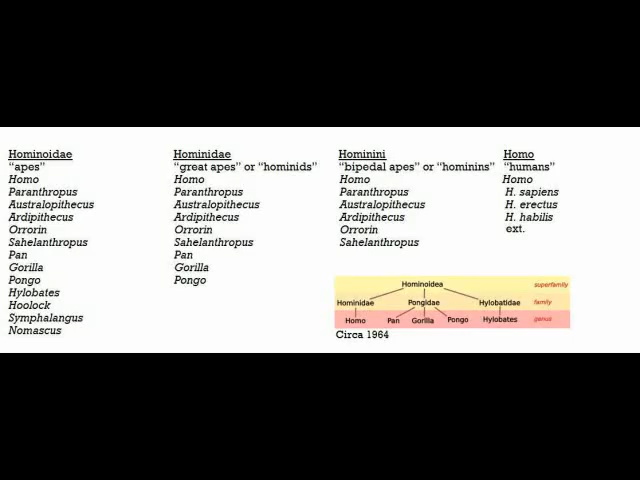 Hominoidae
"apes"
Homo
Paranthropus
Australopithecus
Ardipithecus
Orrorin
Sahelanthropus
Pan
Gorilla
Pongo
Hylobates
Hoolock
Symphalangus
Nomascus
Hominidae
"great apes" or "hominids"
Homo
Paranthropus
Australopithecus
Ardipithecus
Orrorin
Sahelanthropus
Pan
Gorilla
Pongo
Hominini
"bipedal apes" or "hominins"
Homo
Paranthropus
Australopithecus
Ardipithecus
Orrorin
Sahelanthropus
Homo
"humans"
Homo
H. sapiens
H. erectus
H. habilis
ext.
Hominoidea superfamily
Hominidae Pongidae Hylobatidae family
Homo Pan Gorilla Pongo Hylobates genus
Circa 1964